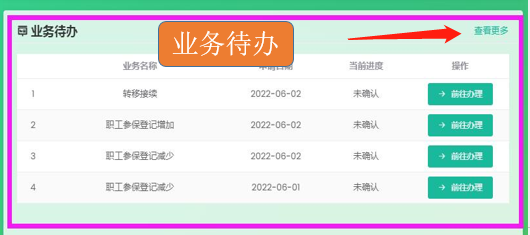 业务待办
业务待办
查看更多
业务名称 申请日期 当前进度 操作
1 转移接续 2022-06-02 未确认 → 前往办理
2 职工参保登记增加 2022-06-02 未确认 → 前往办理
3 职工参保登记减少 2022-06-02 未确认 → 前往办理
4 职工参保登记减少 2022-06-01 未确认 → 前往办理